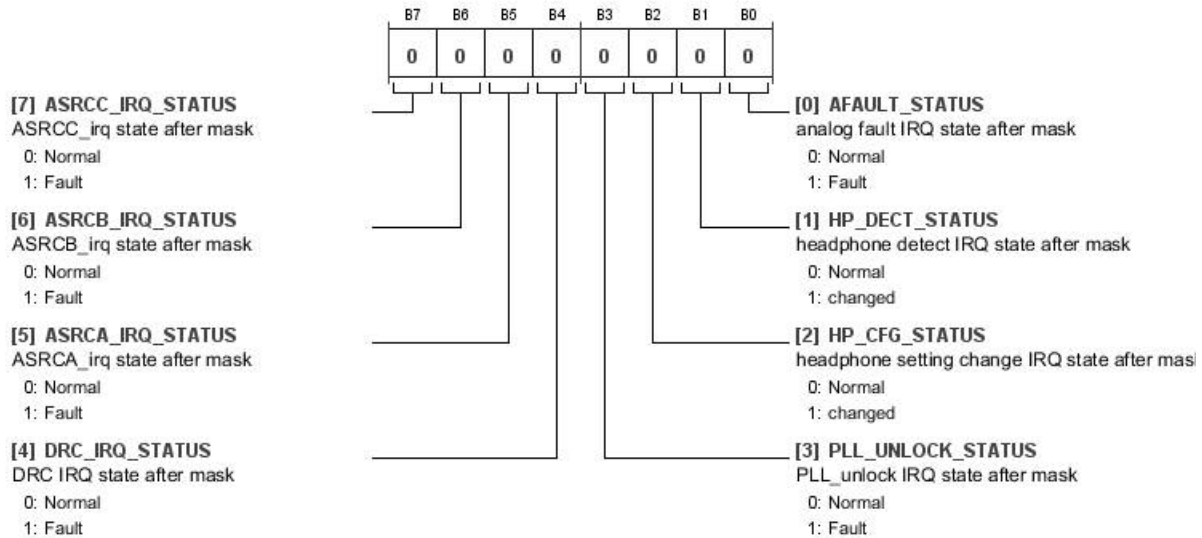 B7 B6 B5 B4 B3 B2 B1 B0
0 0 0 0 0 0 0 0
[7] ASRCC_IRQ_STATUS
ASRCC_irq state after mask
0: Normal
1: Fault
[6] ASRCB_IRQ_STATUS
ASRCB_irq state after mask
0: Normal
1: Fault
[5] ASRCA_IRQ_STATUS
ASRCA_irq state after mask
0: Normal
1: Fault
[4] DRC_IRQ_STATUS
DRC IRQ state after mask
0: Normal
1: Fault
[0] AFAULT_STATUS
analog fault IRQ state after mask
0: Normal
1: Fault
[1] HP_DECT_STATUS
headphone detect IRQ state after mask
0: Normal
1: changed
[2] HP_CFG_STATUS
headphone setting change IRQ state after mas
0: Normal
1: changed
[3] PLL_UNLOCK_STATUS
PLL_unlock IRQ state after mask
0: Normal
1: Fault